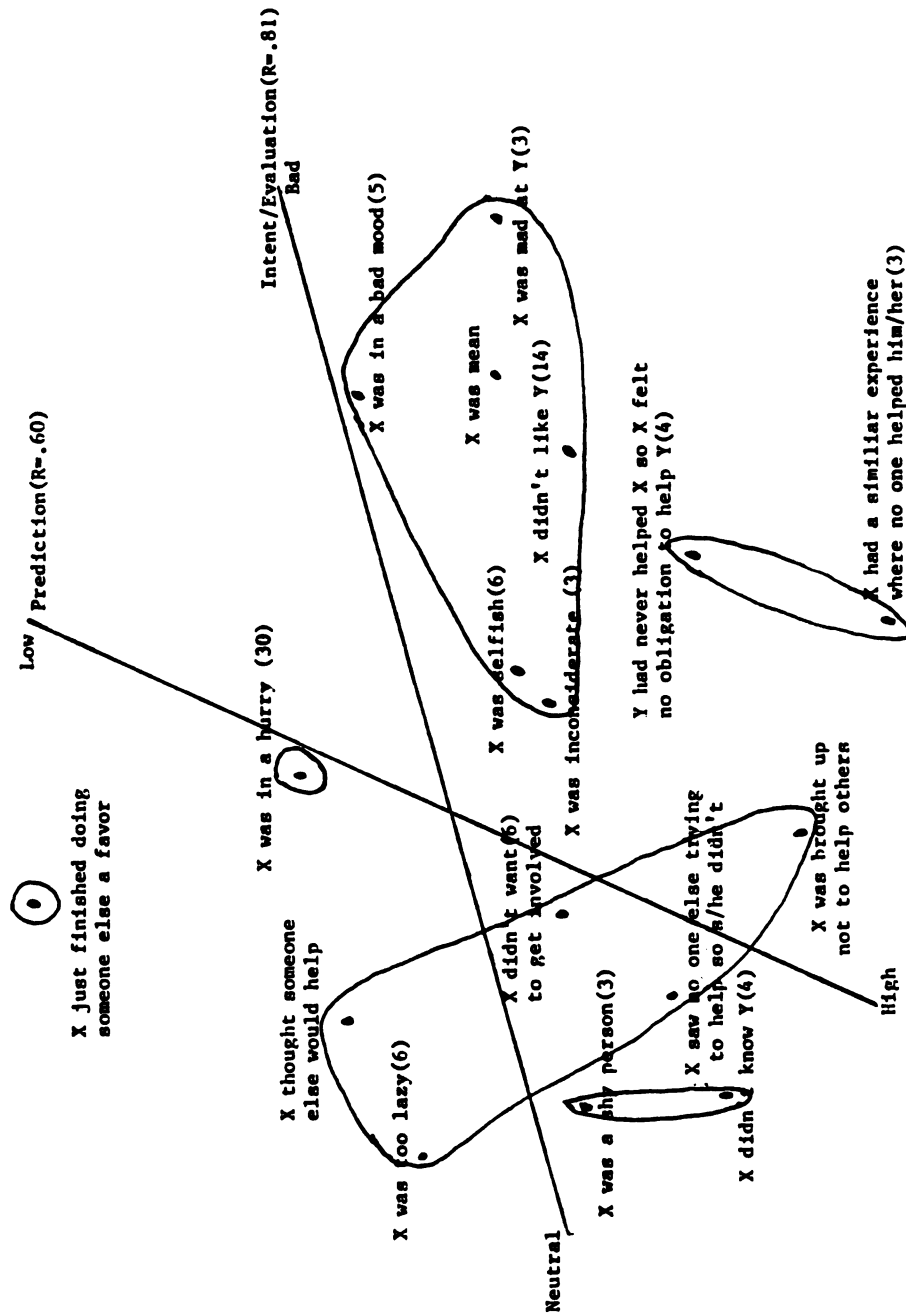 X just finished doing
someone else a favor
Low
Prediction(R=.60)
X was in a hurry (30)
Intent/Evaluation(R=.81)
Bad
X thought someone
else would help
X was too lazy(6)
X was in a bad mood(5)
X was mean
X was mad at Y(3)
X didn't like Y(14)
X was selfish(6)
X was inconsiderate (3)
X didn't want(6)
to get involved
Neutral
X was a shy person(3)
X saw no one else trying
to help so s/he didn't
X didn't know Y(4)
Y had never helped X so X felt
no obligation to help Y(4)
X was brought up
not to help others
High
X had a similiar experience
where no one helped him/her(3)